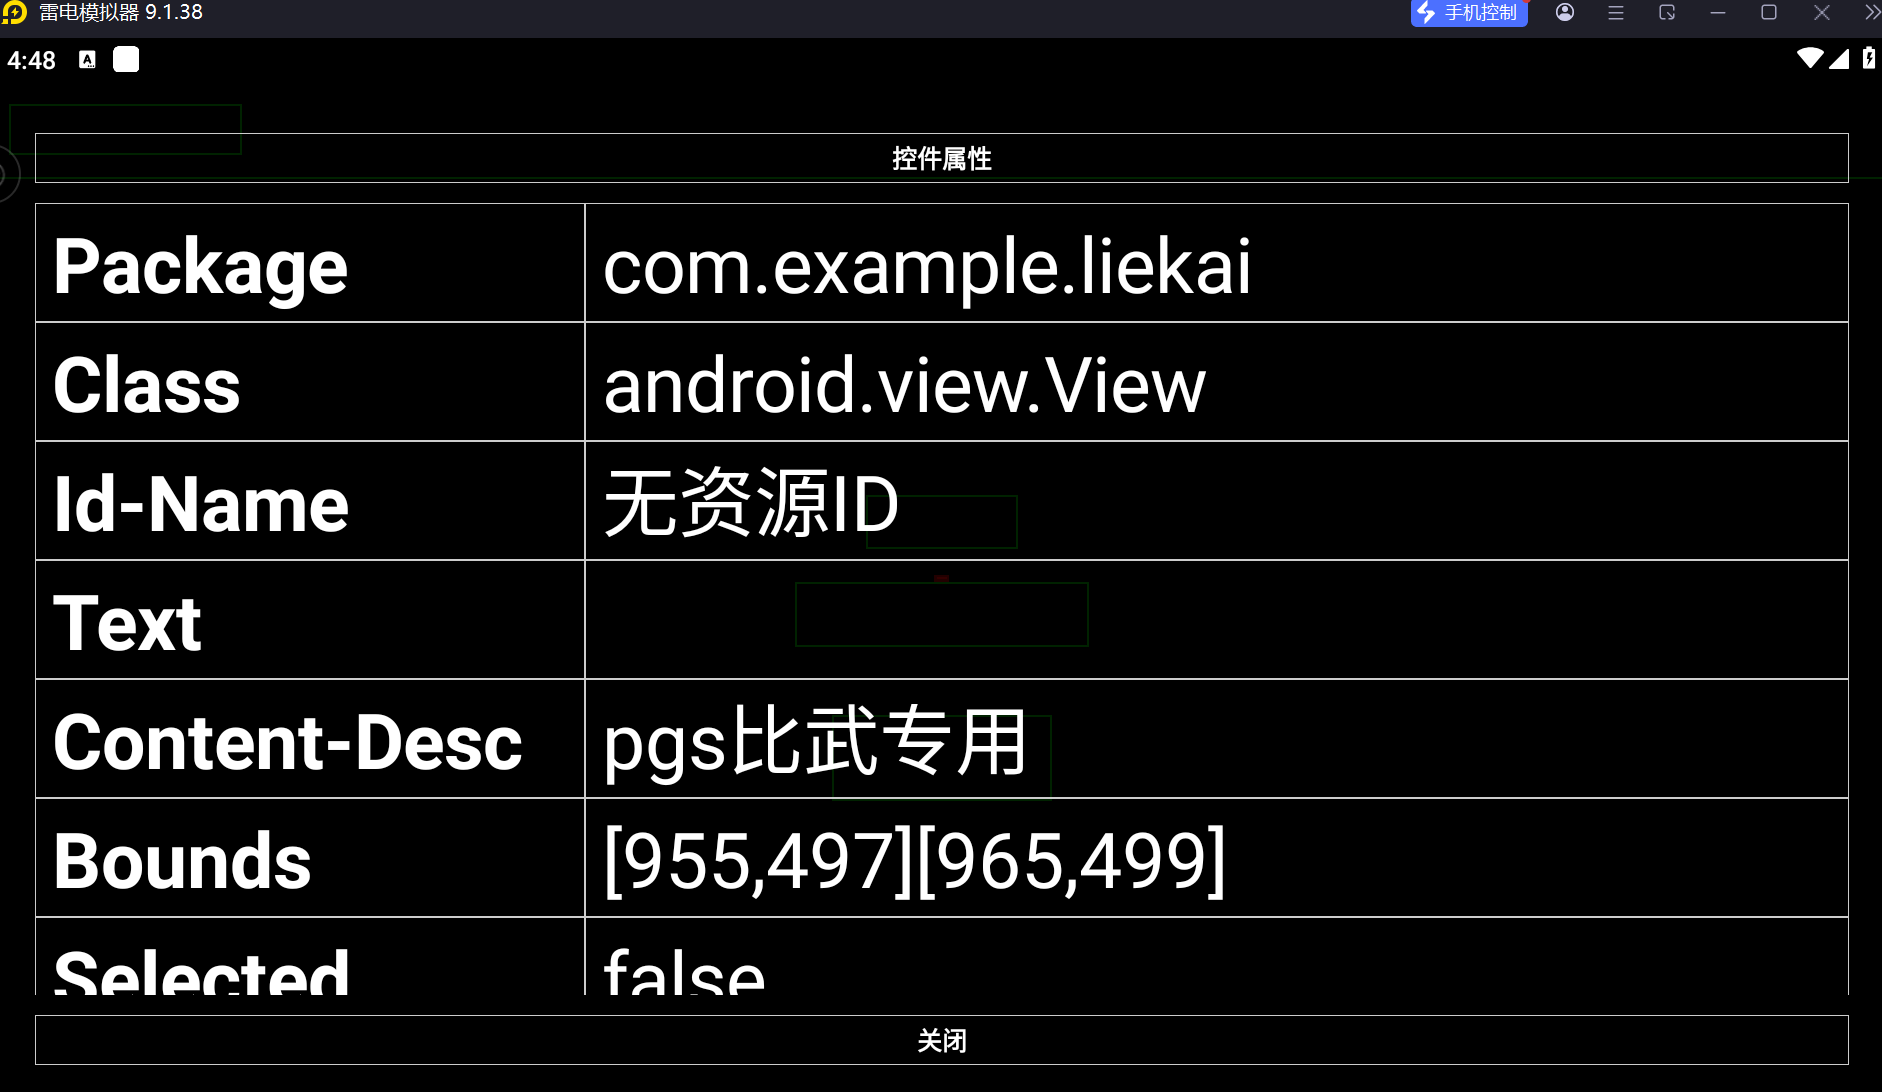 雷电模拟器 9.1.38
手机控制
4:48
控件属性
Package com.example.liekai
Class android.view.View
Id-Name 无资源ID
Text
Content-Desc pgs比武专用
Bounds [955,497][965,499]
Selected false
关闭